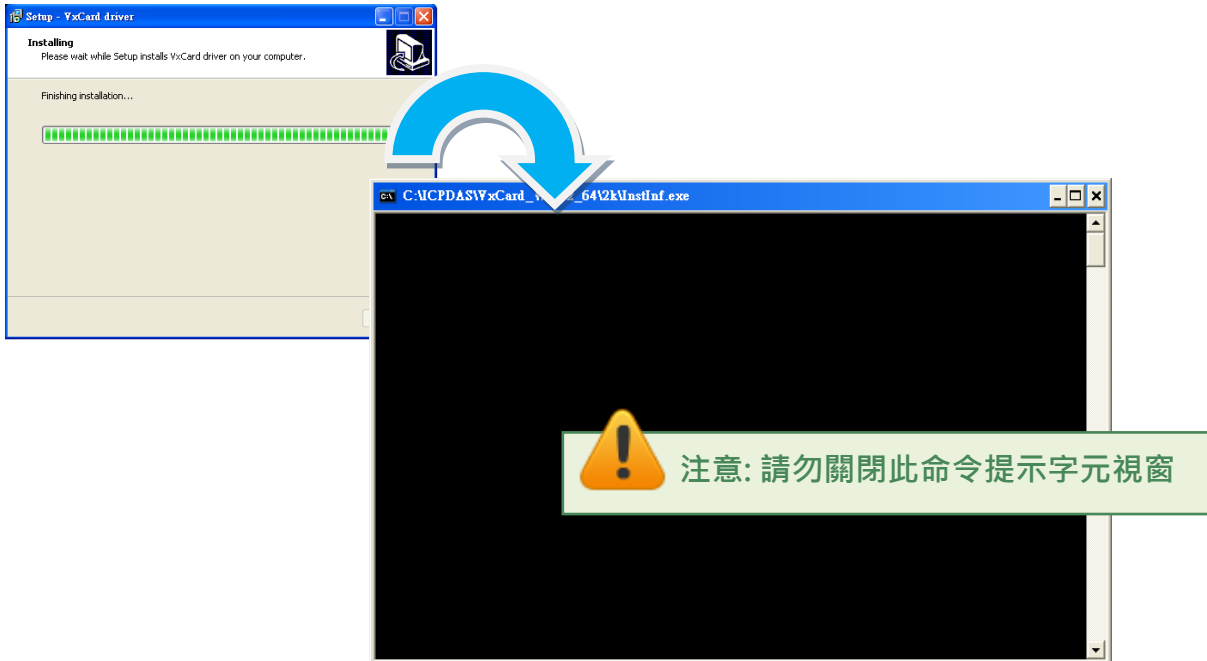 Setup - VxCard driver
Installing
Please wait while Setup installs VxCard driver on your computer.
Finishing installation...
C:\ICPDAS\VxCard_ _64\2k\InstInf.exe
注意: 請勿關閉此命令提示字元視窗